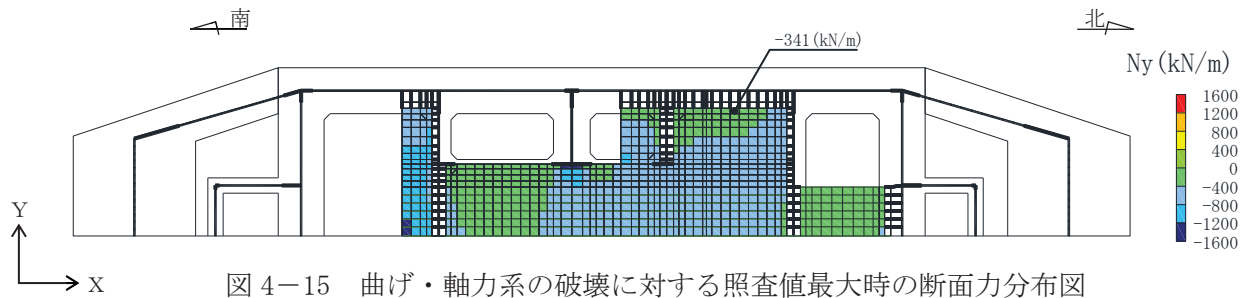 南
北
-341(kN/m)
Ny(kN/m)
1600
1200
800
400
0
-400
-800
-1200
-1600
Y
X
図 4－15　曲げ・軸力系の破壊に対する照査値最大時の断面力分布図